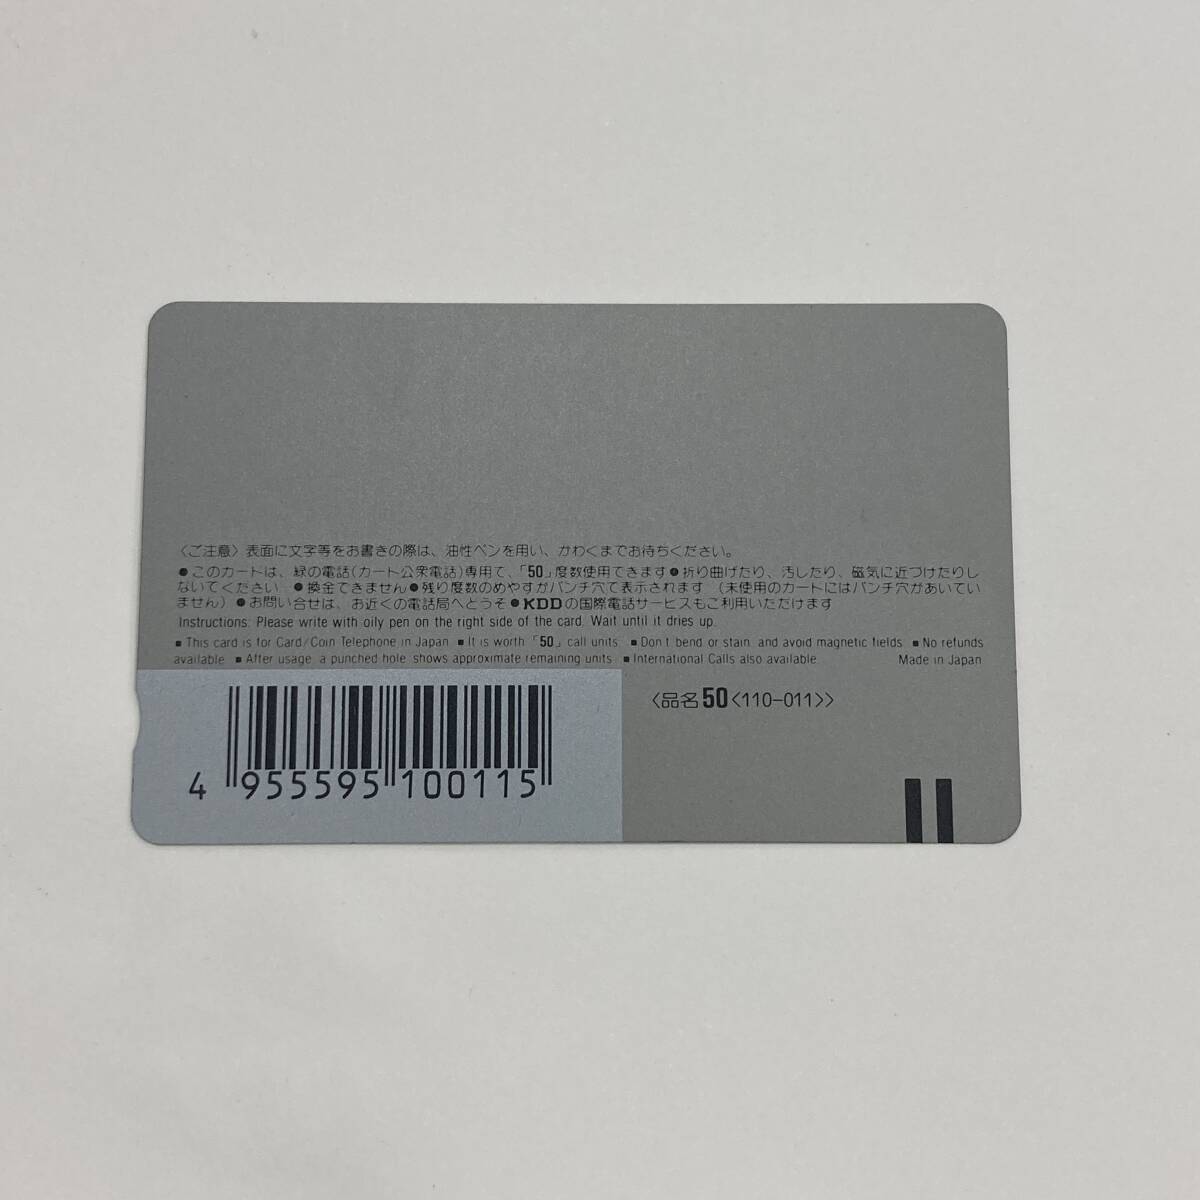 〈ご注意〉表面に文字等をお書きの際は、油性ペンを用い、かわくまでお待ちください。
●このカードは、緑の電話(カード公衆電話)専用で、「50」度数使用できます●折り曲げたり、汚したり、磁気に近づけたりし
ないでください ●換金できません●残り度数のめやすがパンチ穴で表示されます (未使用のカードにはパンチ穴があいてい
ません) ●お問い合せは、お近くの電話局へどうぞ●KDDの国際電話サービスもご利用いただけます
Instructions: Please write with oily pen on the right side of the card. Wait until it dries up.
■This card is for Card/Coin Telephone in Japan ■It is worth「50」call units ■Don't bend or stain and avoid magnetic fields ■No refunds
available ■After usage a punched hole shows approximate remaining units ■International Calls also available Made in Japan
〈品名50<110-011>〉
4 955595 100115